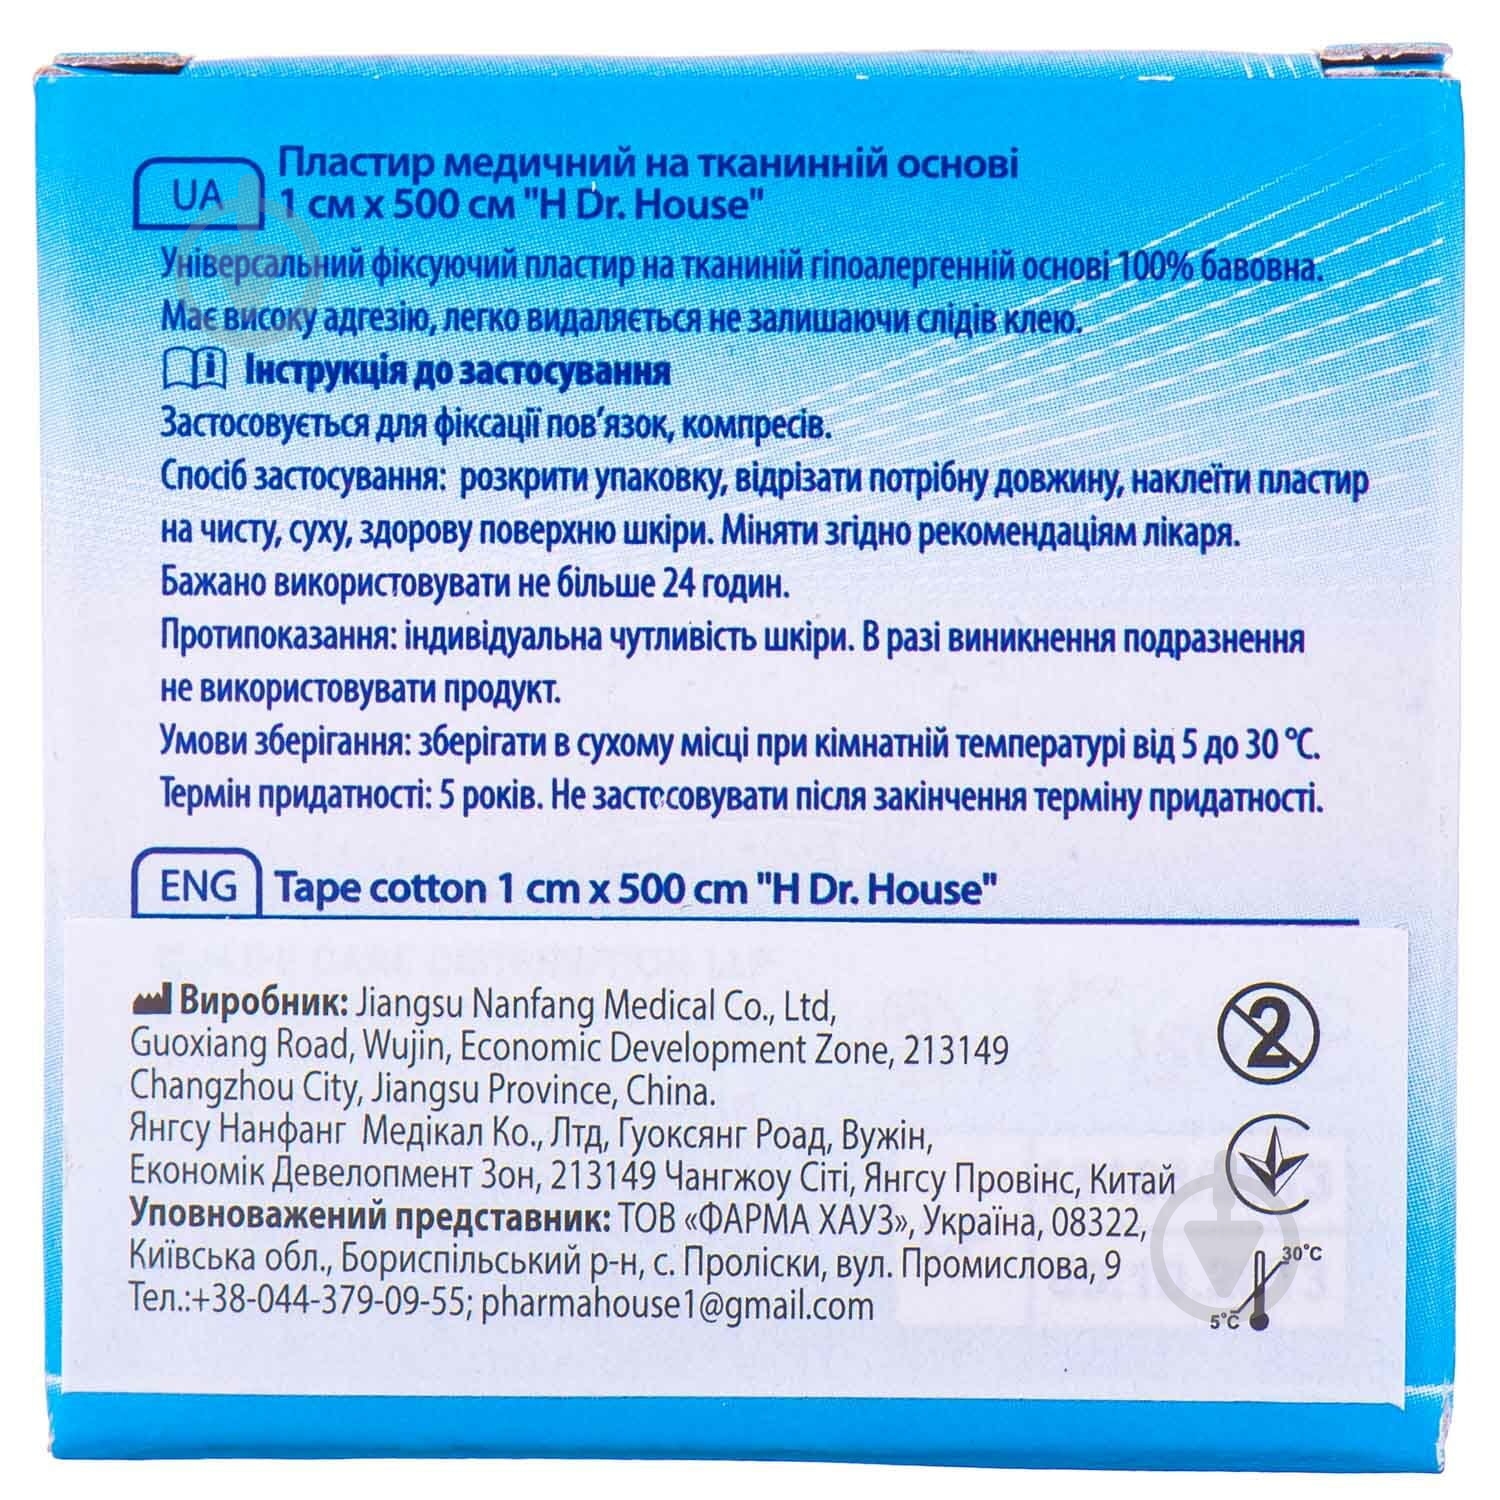 UA
Пластир медичний на тканинній основі
1 см х 500 см "H Dr. House"
Універсальний фіксуючий пластир на тканиній гіпоалергенній основі 100% бавовна.
Має високу адгезію, легко видаляється не залишаючи слідів клею.
Інструкція до застосування
Застосовується для фіксації пов'язок, компресів.
Спосіб застосування: розкрити упаковку, відрізати потрібну довжину, наклеїти пластир
на чисту, суху, здорову поверхню шкіри. Міняти згідно рекомендаціям лікаря.
Бажано використовувати не більше 24 годин.
Протипоказання: індивідуальна чутливість шкіри. В разі виникнення подразнення
не використовувати продукт.
Умови зберігання: зберігати в сухому місці при кімнатній температурі від 5 до 30 °C.
Термін придатності: 5 років. Не застосовувати після закінчення терміну придатності.
ENG Tape cotton 1 cm x 500 cm "H Dr. House"
Виробник: Jiangsu Nanfang Medical Co., Ltd,
Guoxiang Road, Wujin, Economic Development Zone, 213149
Changzhou City, Jiangsu Province, China.
Янгсу Нанфанг Медікал Ко., Лтд, Гуоксянг Роад, Вужін,
Економік Девелопмент Зон, 213149 Чангжоу Сіті, Янгсу Провінс, Китай
Уповноважений представник: ТОВ «ФАРМА ХАУЗ», Україна, 08322,
Київська обл., Бориспільський р-н, с. Проліски, вул. Промислова, 9
Тел.:+38-044-379-09-55; pharmahouse1@gmail.com
2
30°C
5°C